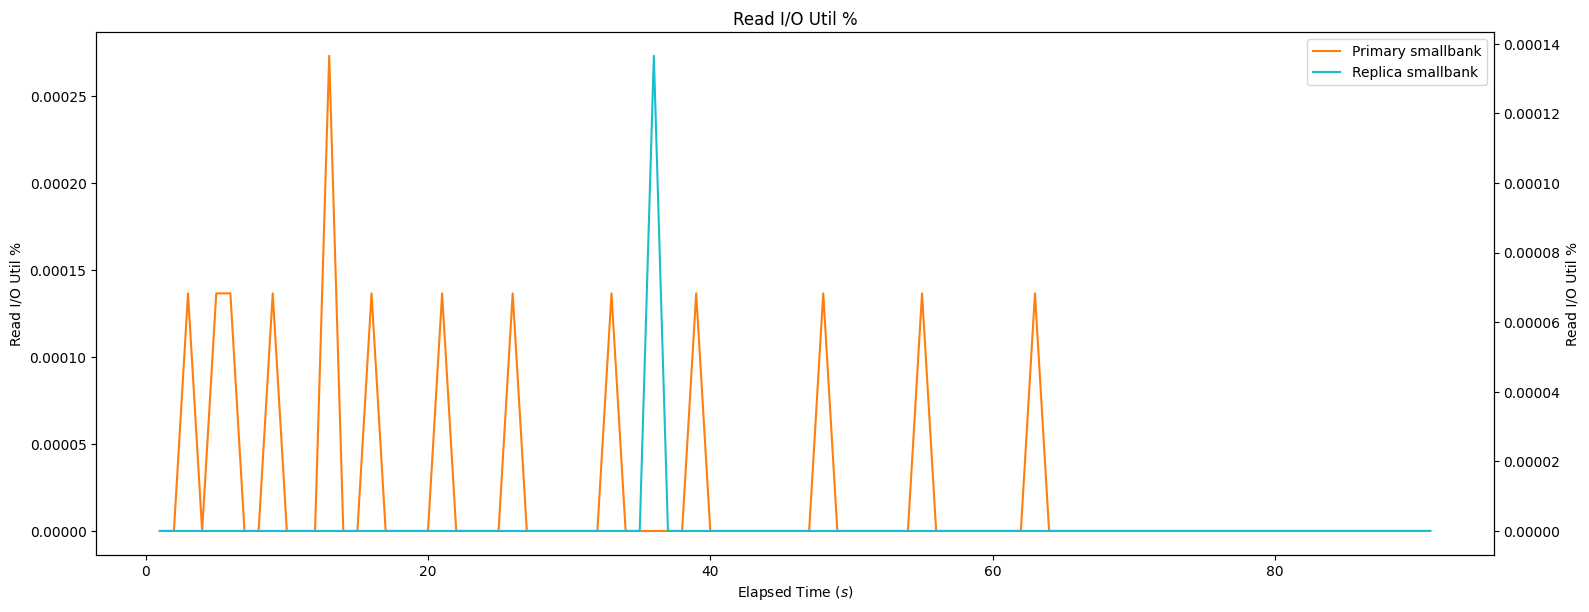 Read I/O Util %
Primary smallbank
Replica smallbank
Read I/O Util %
0.00025
0.00020
0.00015
0.00010
0.00005
0.00000
0.00014
0.00012
0.00010
0.00008
0.00006
0.00004
0.00002
0.00000
Read I/O Util %
0 20 40 60 80
Elapsed Time (s)